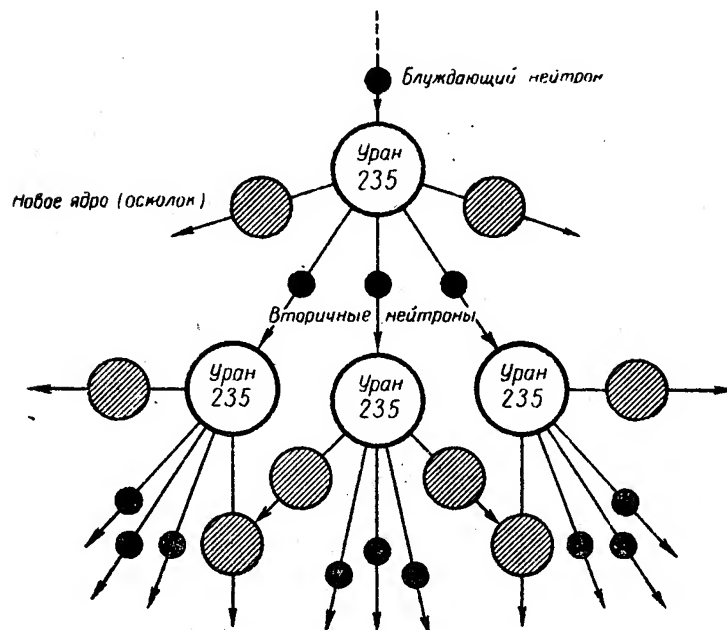 Блуждающий нейтрон
Уран
235
Новое ядро (осколок)
Вторичные нейтроны
Уран
235
Уран
235
Уран
235